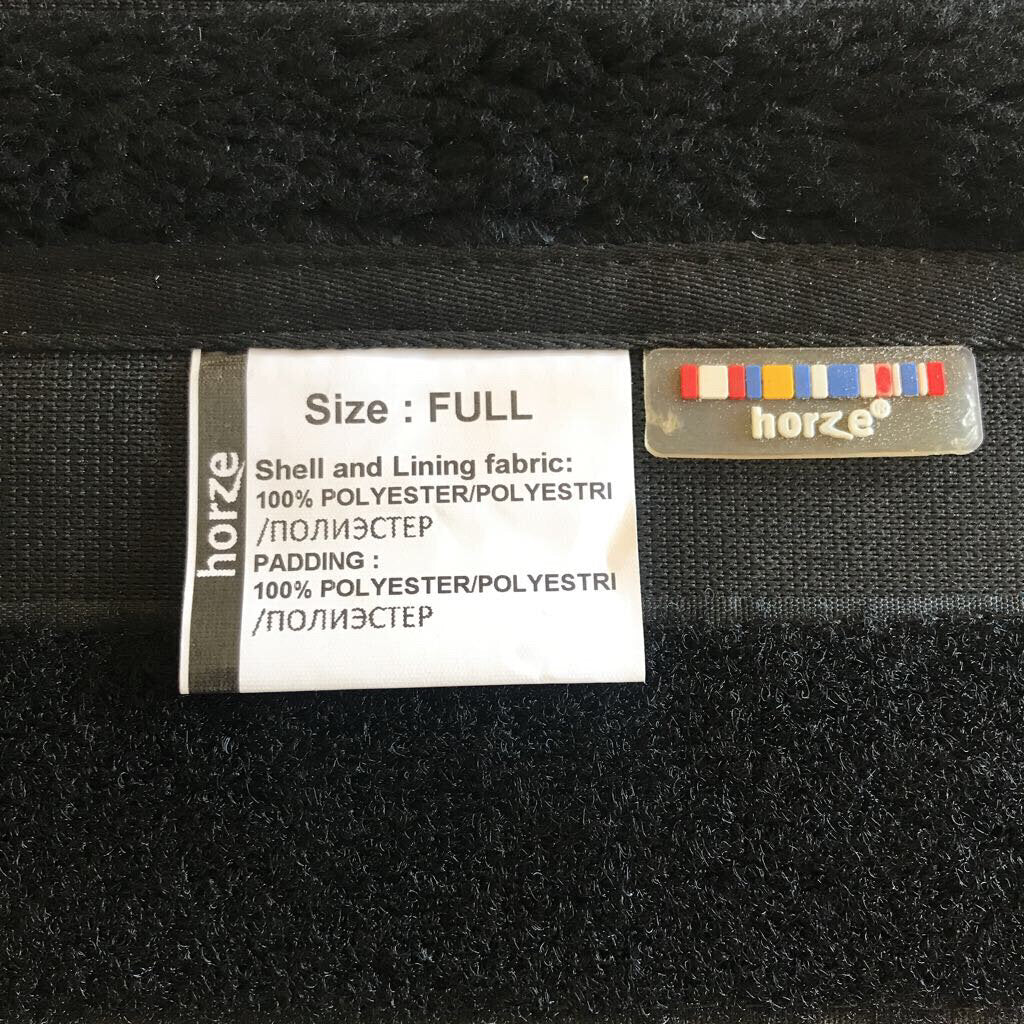 Size : FULL
Shell and Lining fabric:
100% POLYESTER/POLYESTRI
/ПОЛИЭСТЕР
PADDING :
100% POLYESTER/POLYESTRI
/ПОЛИЭСТЕР
horze
horze®